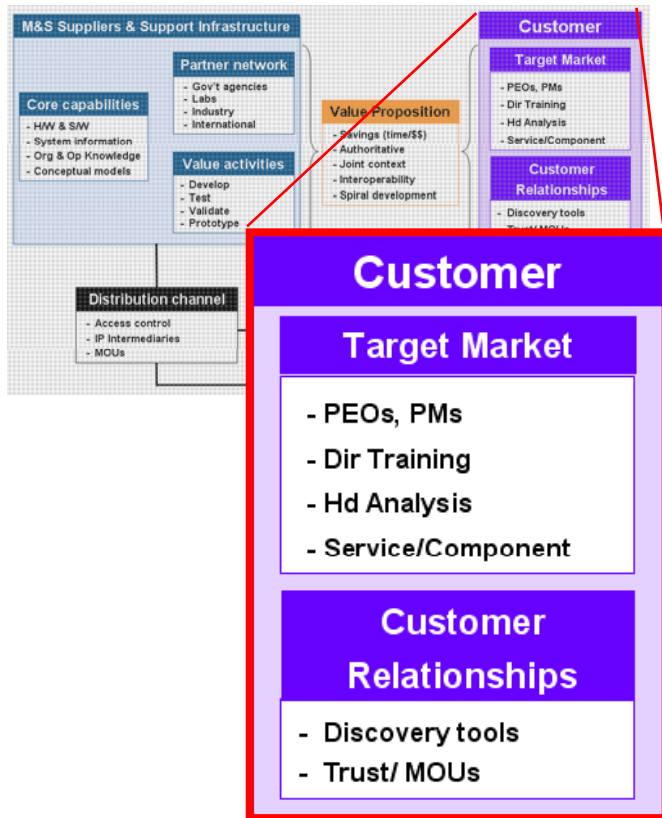 M&S Suppliers & Support Infrastructure
Partner network
- Gov't agencies
- Labs
- Industry
- International
Core capabilities
- H/W & S/W
- System information
- Org & Op Knowledge
- Conceptual models
Value activities
- Develop
- Test
- Validate
- Prototype
Value Proposition
- Savings (time/$$)
- Authoritative
- Joint context
- Interoperability
- Spiral development
Customer
Target Market
- PEOs, PMs
- Dir Training
- Hd Analysis
- Service/Component
Customer
Relationships
- Discovery tools
- Trust/ MOUs
Distribution channel
- Access control
- IP Intermediaries
- MOUs
Customer
Target Market
- PEOs, PMs
- Dir Training
- Hd Analysis
- Service/Component
Customer
Relationships
- Discovery tools
- Trust/ MOUs